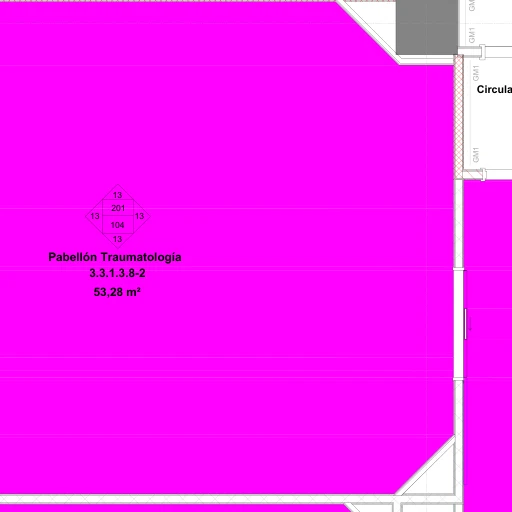 GM1
GM1
Circula
GM1
13
201
13
13
104
13
Pabellón Traumatología
3.3.1.3.8-2
53,28 m²